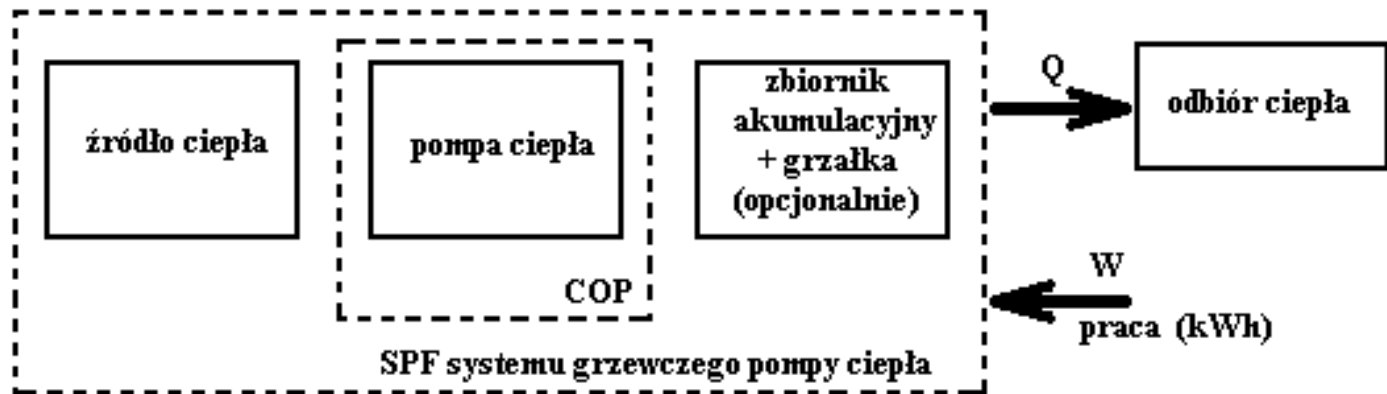 źródło ciepła
pompa ciepła
zbiornik
akumulacyjny
+ grzałka
(opcjonalnie)
COP
SPF systemu grzewczego pompy ciepła
Q
odbiór ciepła
W
praca (kWh)